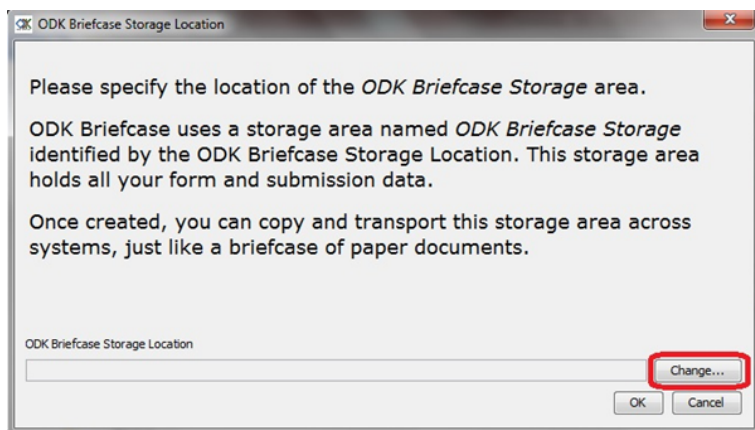 ODK Briefcase Storage Location
Please specify the location of the ODK Briefcase Storage area.
ODK Briefcase uses a storage area named ODK Briefcase Storage
identified by the ODK Briefcase Storage Location. This storage area
holds all your form and submission data.
Once created, you can copy and transport this storage area across
systems, just like a briefcase of paper documents.
ODK Briefcase Storage Location
Change...
OK Cancel